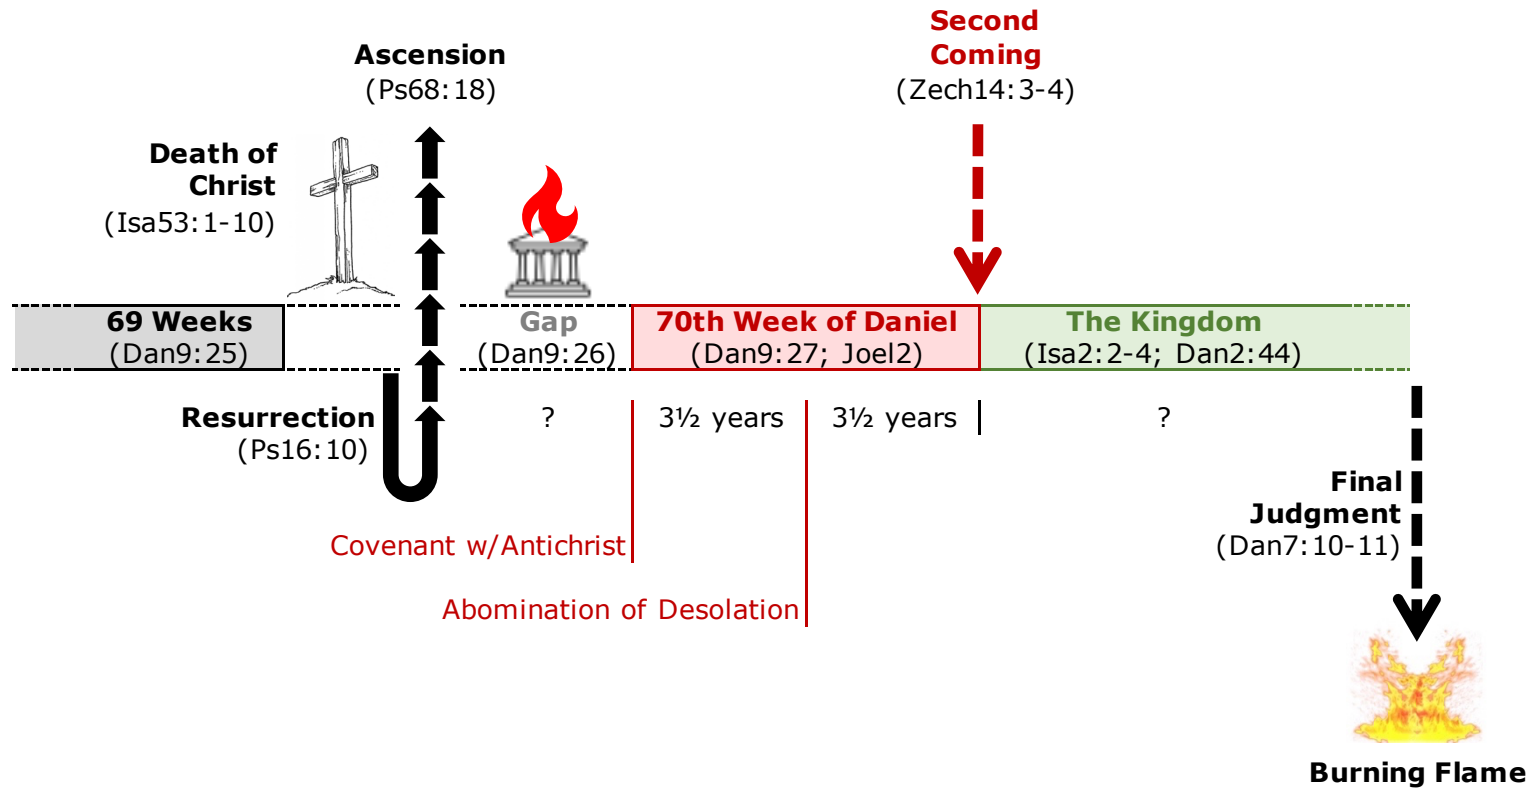 Second
Coming
(Zech14:3-4)
Ascension
(Ps68:18)
Death of
Christ
(Isa53:1-10)
69 Weeks
(Dan9:25)
Gap
(Dan9:26)
70th Week of Daniel
(Dan9:27; Joel2)
The Kingdom
(Isa2:2-4; Dan2:44)
Resurrection
(Ps16:10)
?
3½ years
3½ years
?
Final
Judgment
(Dan7:10-11)
Covenant w/Antichrist
Abomination of Desolation
Burning Flame